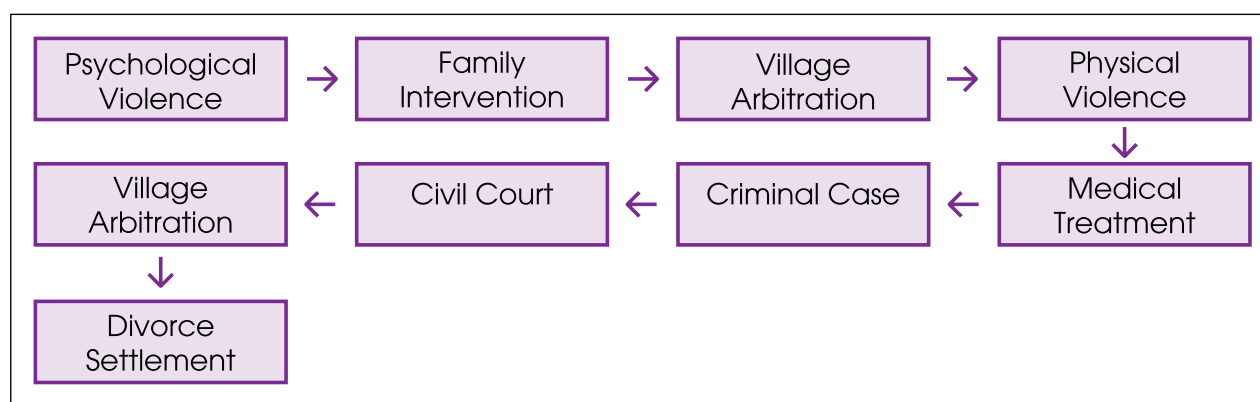 Psychological
Violence
Family
Intervention
Village
Arbitration
Physical
Violence
Medical
Treatment
Criminal Case
Civil Court
Village
Arbitration
Divorce
Settlement